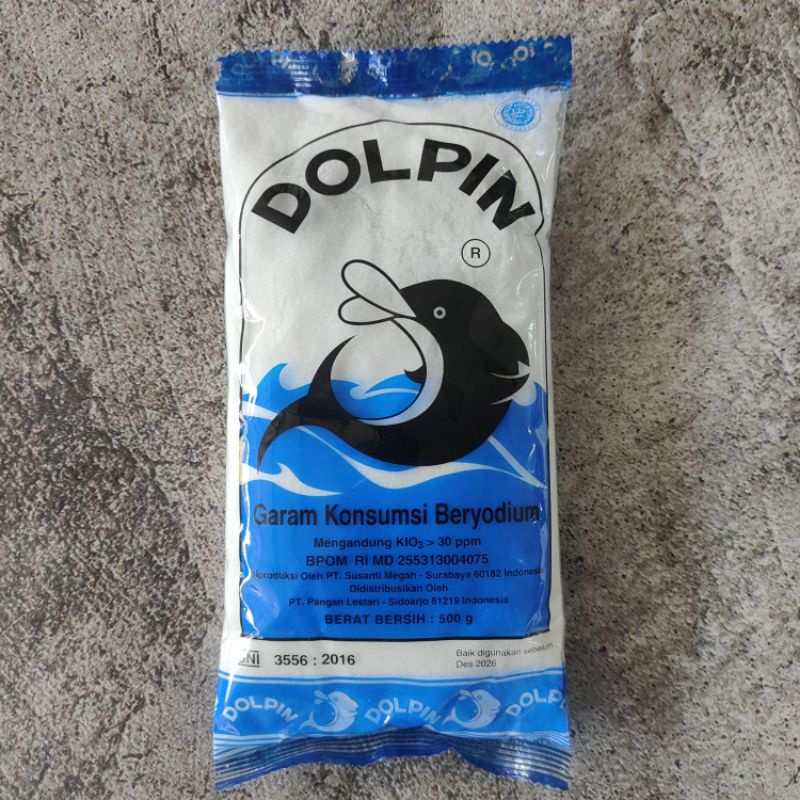 DOLPIN
®
Garam Konsumsi Beryodium
Mengandung KIO₃ > 30 ppm
BPOM RI MD 255313004075
Diproduksi Oleh PT. Susanti Megah - Surabaya 60182 Indonesia
Didistribusikan Oleh
PT. Pangan Lestari - Sidoarjo 61219 Indonesia
BERAT BERSIH : 500 g
SNI 3556 : 2016
Baik digunakan sebelum :
Des 2026
DOLPIN DOLPIN DOLPIN